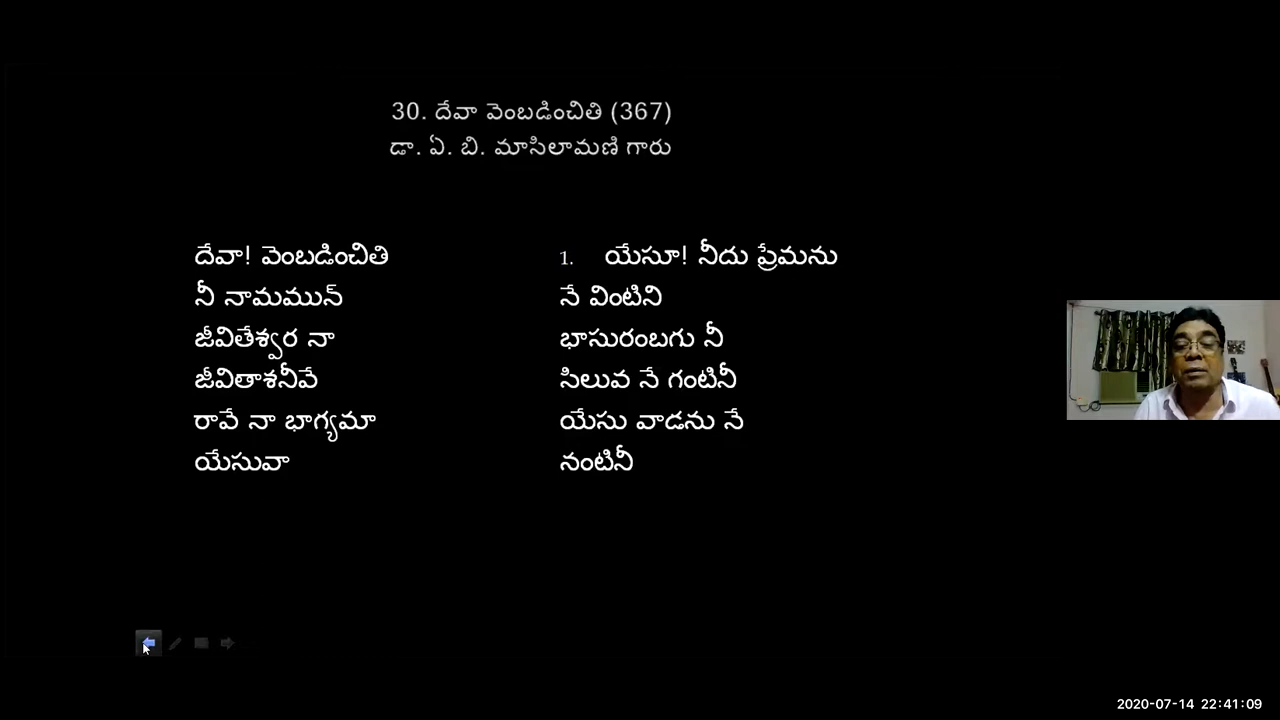 30. దేవా వెంబడించితి (367)
డా. ఏ. బి. మాసిలామణి గారు
దేవా! వెంబడించితి
నీ నామమున్
జీవితేశ్వర నా
జీవితాశనీవే
రావే నా భాగ్యమా
యేసువా
1. యేసూ! నీదు ప్రేమను
నే వింటిని
భాసురంబగు నీ
సిలువ నే గంటినీ
యేసు వాడను నే
నంటినీ
2020-07-14 22:41:09